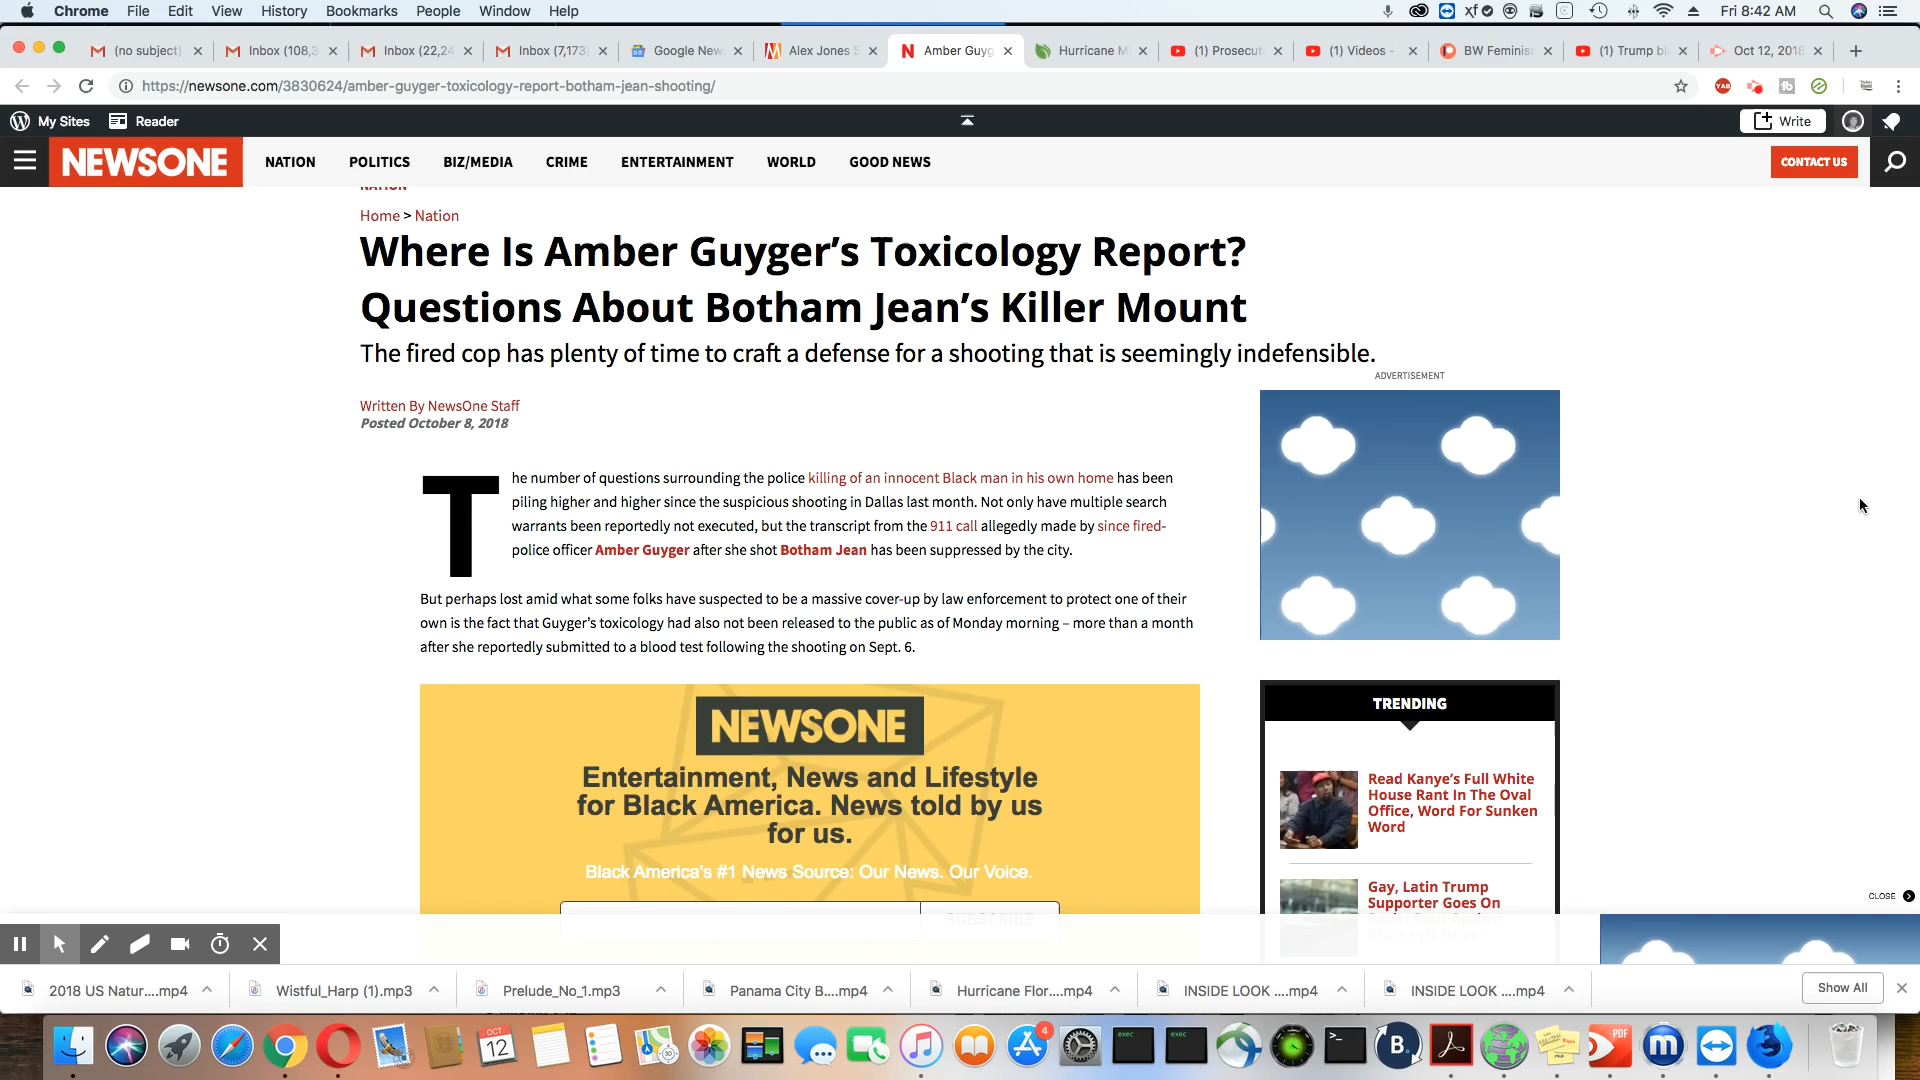 Chrome File Edit View History Bookmarks People Window Help Fri 8:42 AM
(no subject) Inbox (108,3 Inbox (22,24 Inbox (7,173) Google New Alex Jones S Amber Guyg Hurricane M (1) Prosecut (1) Videos - BW Feminis (1) Trump bl Oct 12, 2018
https://newsone.com/3830624/amber-guyger-toxicology-report-botham-jean-shooting/
My Sites Reader Write
NEWSONE NATION POLITICS BIZ/MEDIA CRIME ENTERTAINMENT WORLD GOOD NEWS CONTACT US
NATION
Home > Nation
Where Is Amber Guyger’s Toxicology Report?
Questions About Botham Jean’s Killer Mount
The fired cop has plenty of time to craft a defense for a shooting that is seemingly indefensible.
ADVERTISEMENT
Written By NewsOne Staff
Posted October 8, 2018
The number of questions surrounding the police killing of an innocent Black man in his own home has been
piling higher and higher since the suspicious shooting in Dallas last month. Not only have multiple search
warrants been reportedly not executed, but the transcript from the 911 call allegedly made by since fired-
police officer Amber Guyger after she shot Botham Jean has been suppressed by the city.
But perhaps lost amid what some folks have suspected to be a massive cover-up by law enforcement to protect one of their
own is the fact that Guyger’s toxicology had also not been released to the public as of Monday morning – more than a month
after she reportedly submitted to a blood test following the shooting on Sept. 6.
NEWSONE
Entertainment, News and Lifestyle
for Black America. News told by us
for us.
Black America’s #1 News Source: Our News. Our Voice.
SUBSCRIBE
TRENDING
Read Kanye’s Full White
House Rant In The Oval
Office, Word For Sunken
Word
Gay, Latin Trump
Supporter Goes On
CLOSE
2018 US Natur....mp4 Wistful_Harp (1).mp3 Prelude_No_1.mp3 Panama City B....mp4 Hurricane Flor....mp4 INSIDE LOOK ....mp4 INSIDE LOOK ....mp4 Show All
OCT
12
4
exec
exec
B.
PDF
m